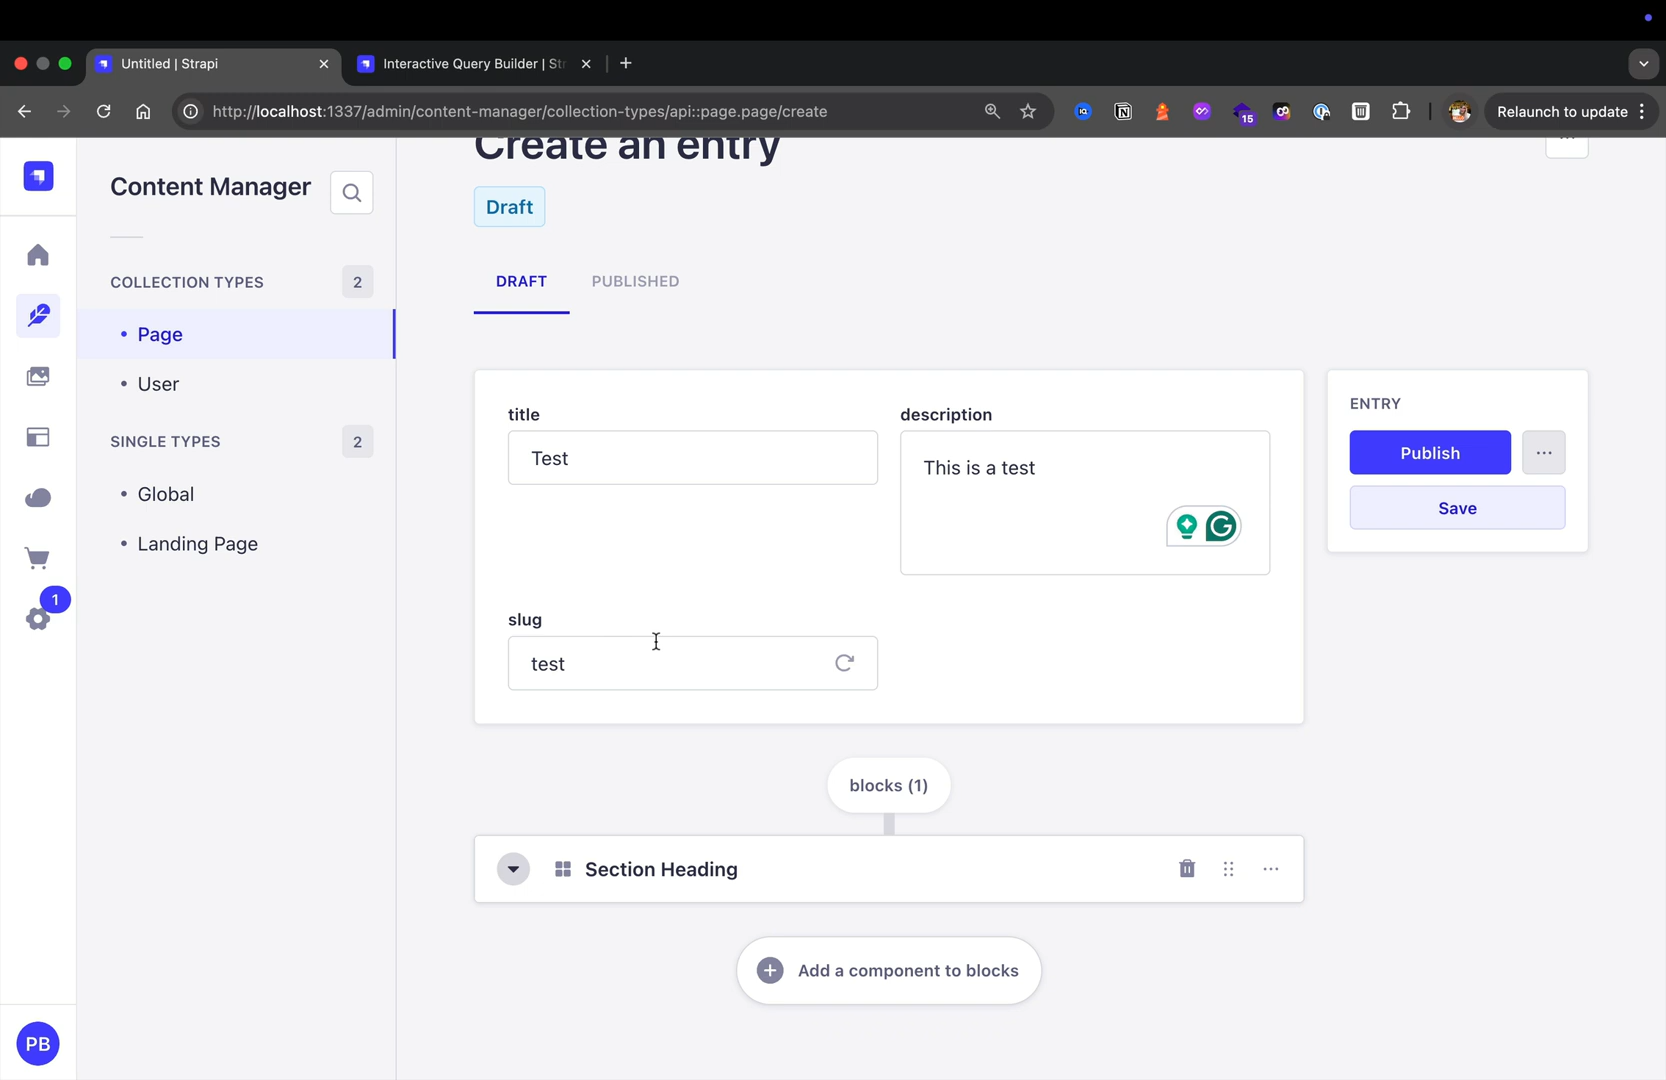 Untitled | Strapi
Interactive Query Builder | Str
http://localhost:1337/admin/content-manager/collection-types/api::page.page/create
15
Relaunch to update
Content Manager
COLLECTION TYPES
2
Page
User
SINGLE TYPES
2
Global
Landing Page
1
PB
Create an entry
Draft
DRAFT
PUBLISHED
title
Test
description
This is a test
slug
test
ENTRY
Publish
Save
blocks (1)
Section Heading
Add a component to blocks